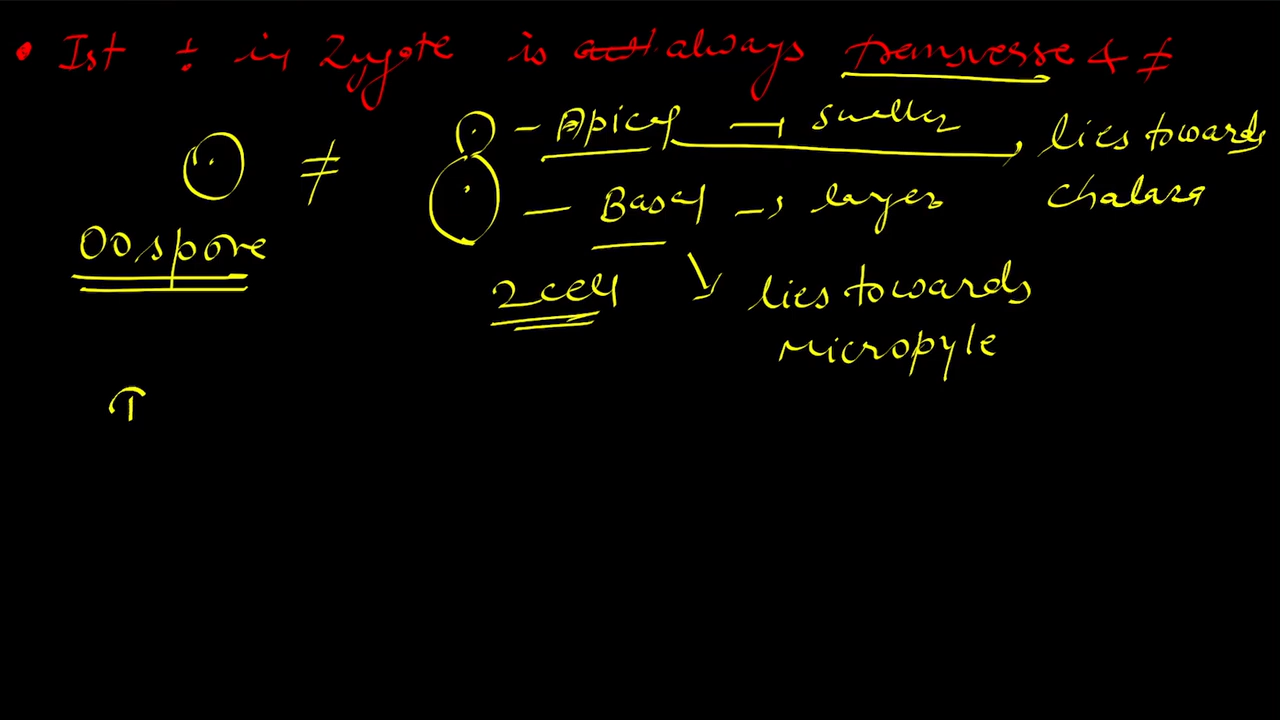 • Ist ÷ in Zygote is always transverse & ≠
≠ - Apical → smaller, lies towards
chalaza
- Basal → larger
Oospore
2 cell ↘ lies towards
micropyle